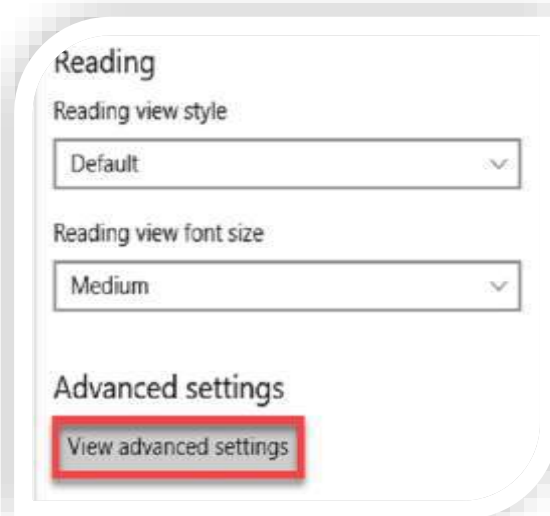 Reading
Reading view style
Default
Reading view font size
Medium
Advanced settings
View advanced settings